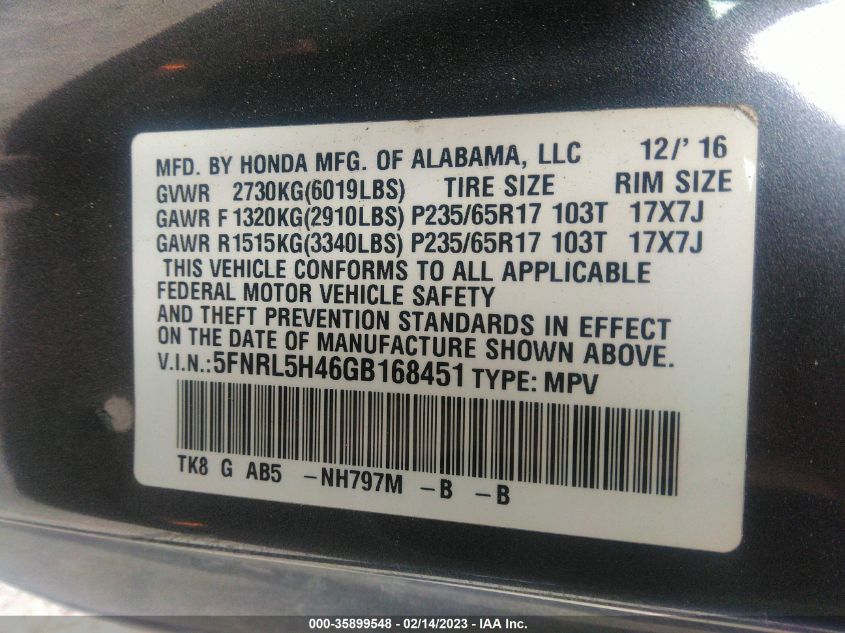 MFD. BY HONDA MFG. OF ALABAMA, LLC 12/' 16
GVWR 2730KG(6019LBS) TIRE SIZE RIM SIZE
GAWR F 1320KG(2910LBS) P235/65R17 103T 17X7J
GAWR R1515KG(3340LBS) P235/65R17 103T 17X7J
THIS VEHICLE CONFORMS TO ALL APPLICABLE
FEDERAL MOTOR VEHICLE SAFETY
AND THEFT PREVENTION STANDARDS IN EFFECT
ON THE DATE OF MANUFACTURE SHOWN ABOVE.
V.I.N.:5FNRL5H46GB168451 TYPE: MPV
TK8 G AB5 -NH797M -B -B
000-35899548 - 02/14/2023 - IAA Inc.